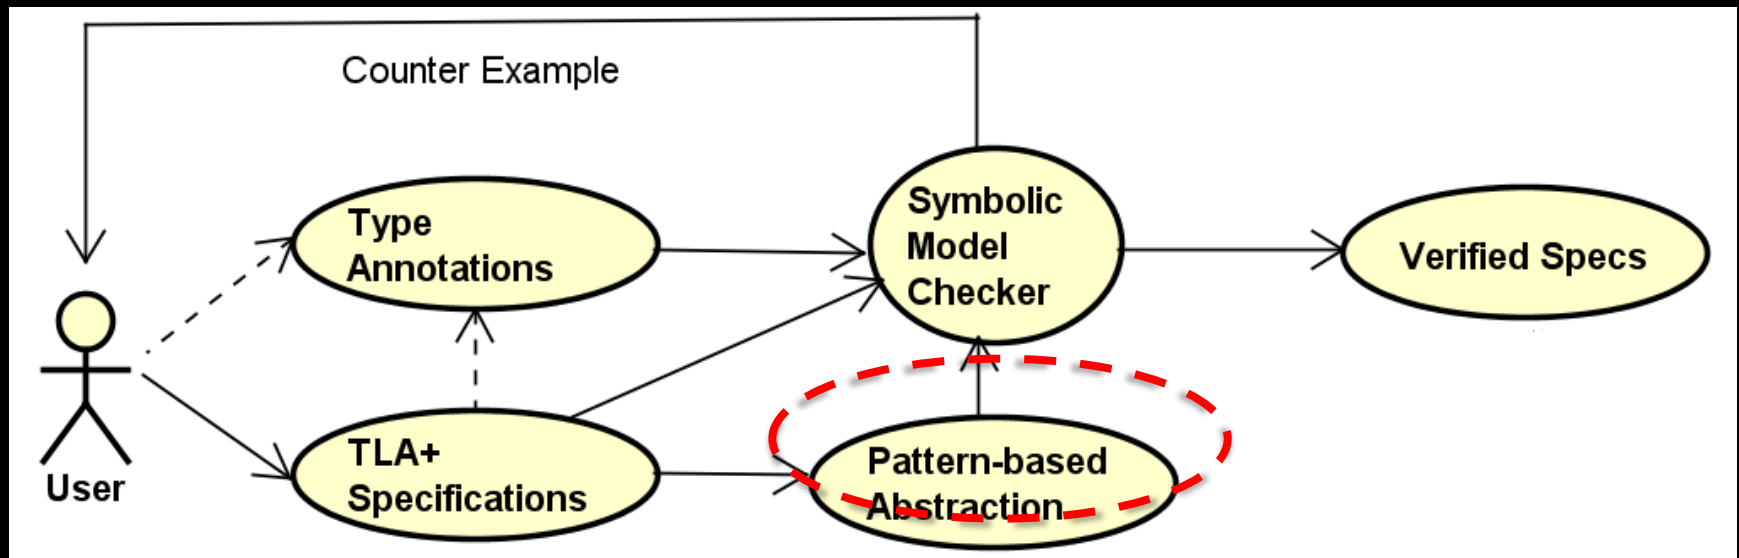 Counter Example
Type
Annotations
Symbolic
Model
Checker
Verified Specs
TLA+
Specifications
Pattern-based
Abstraction
User